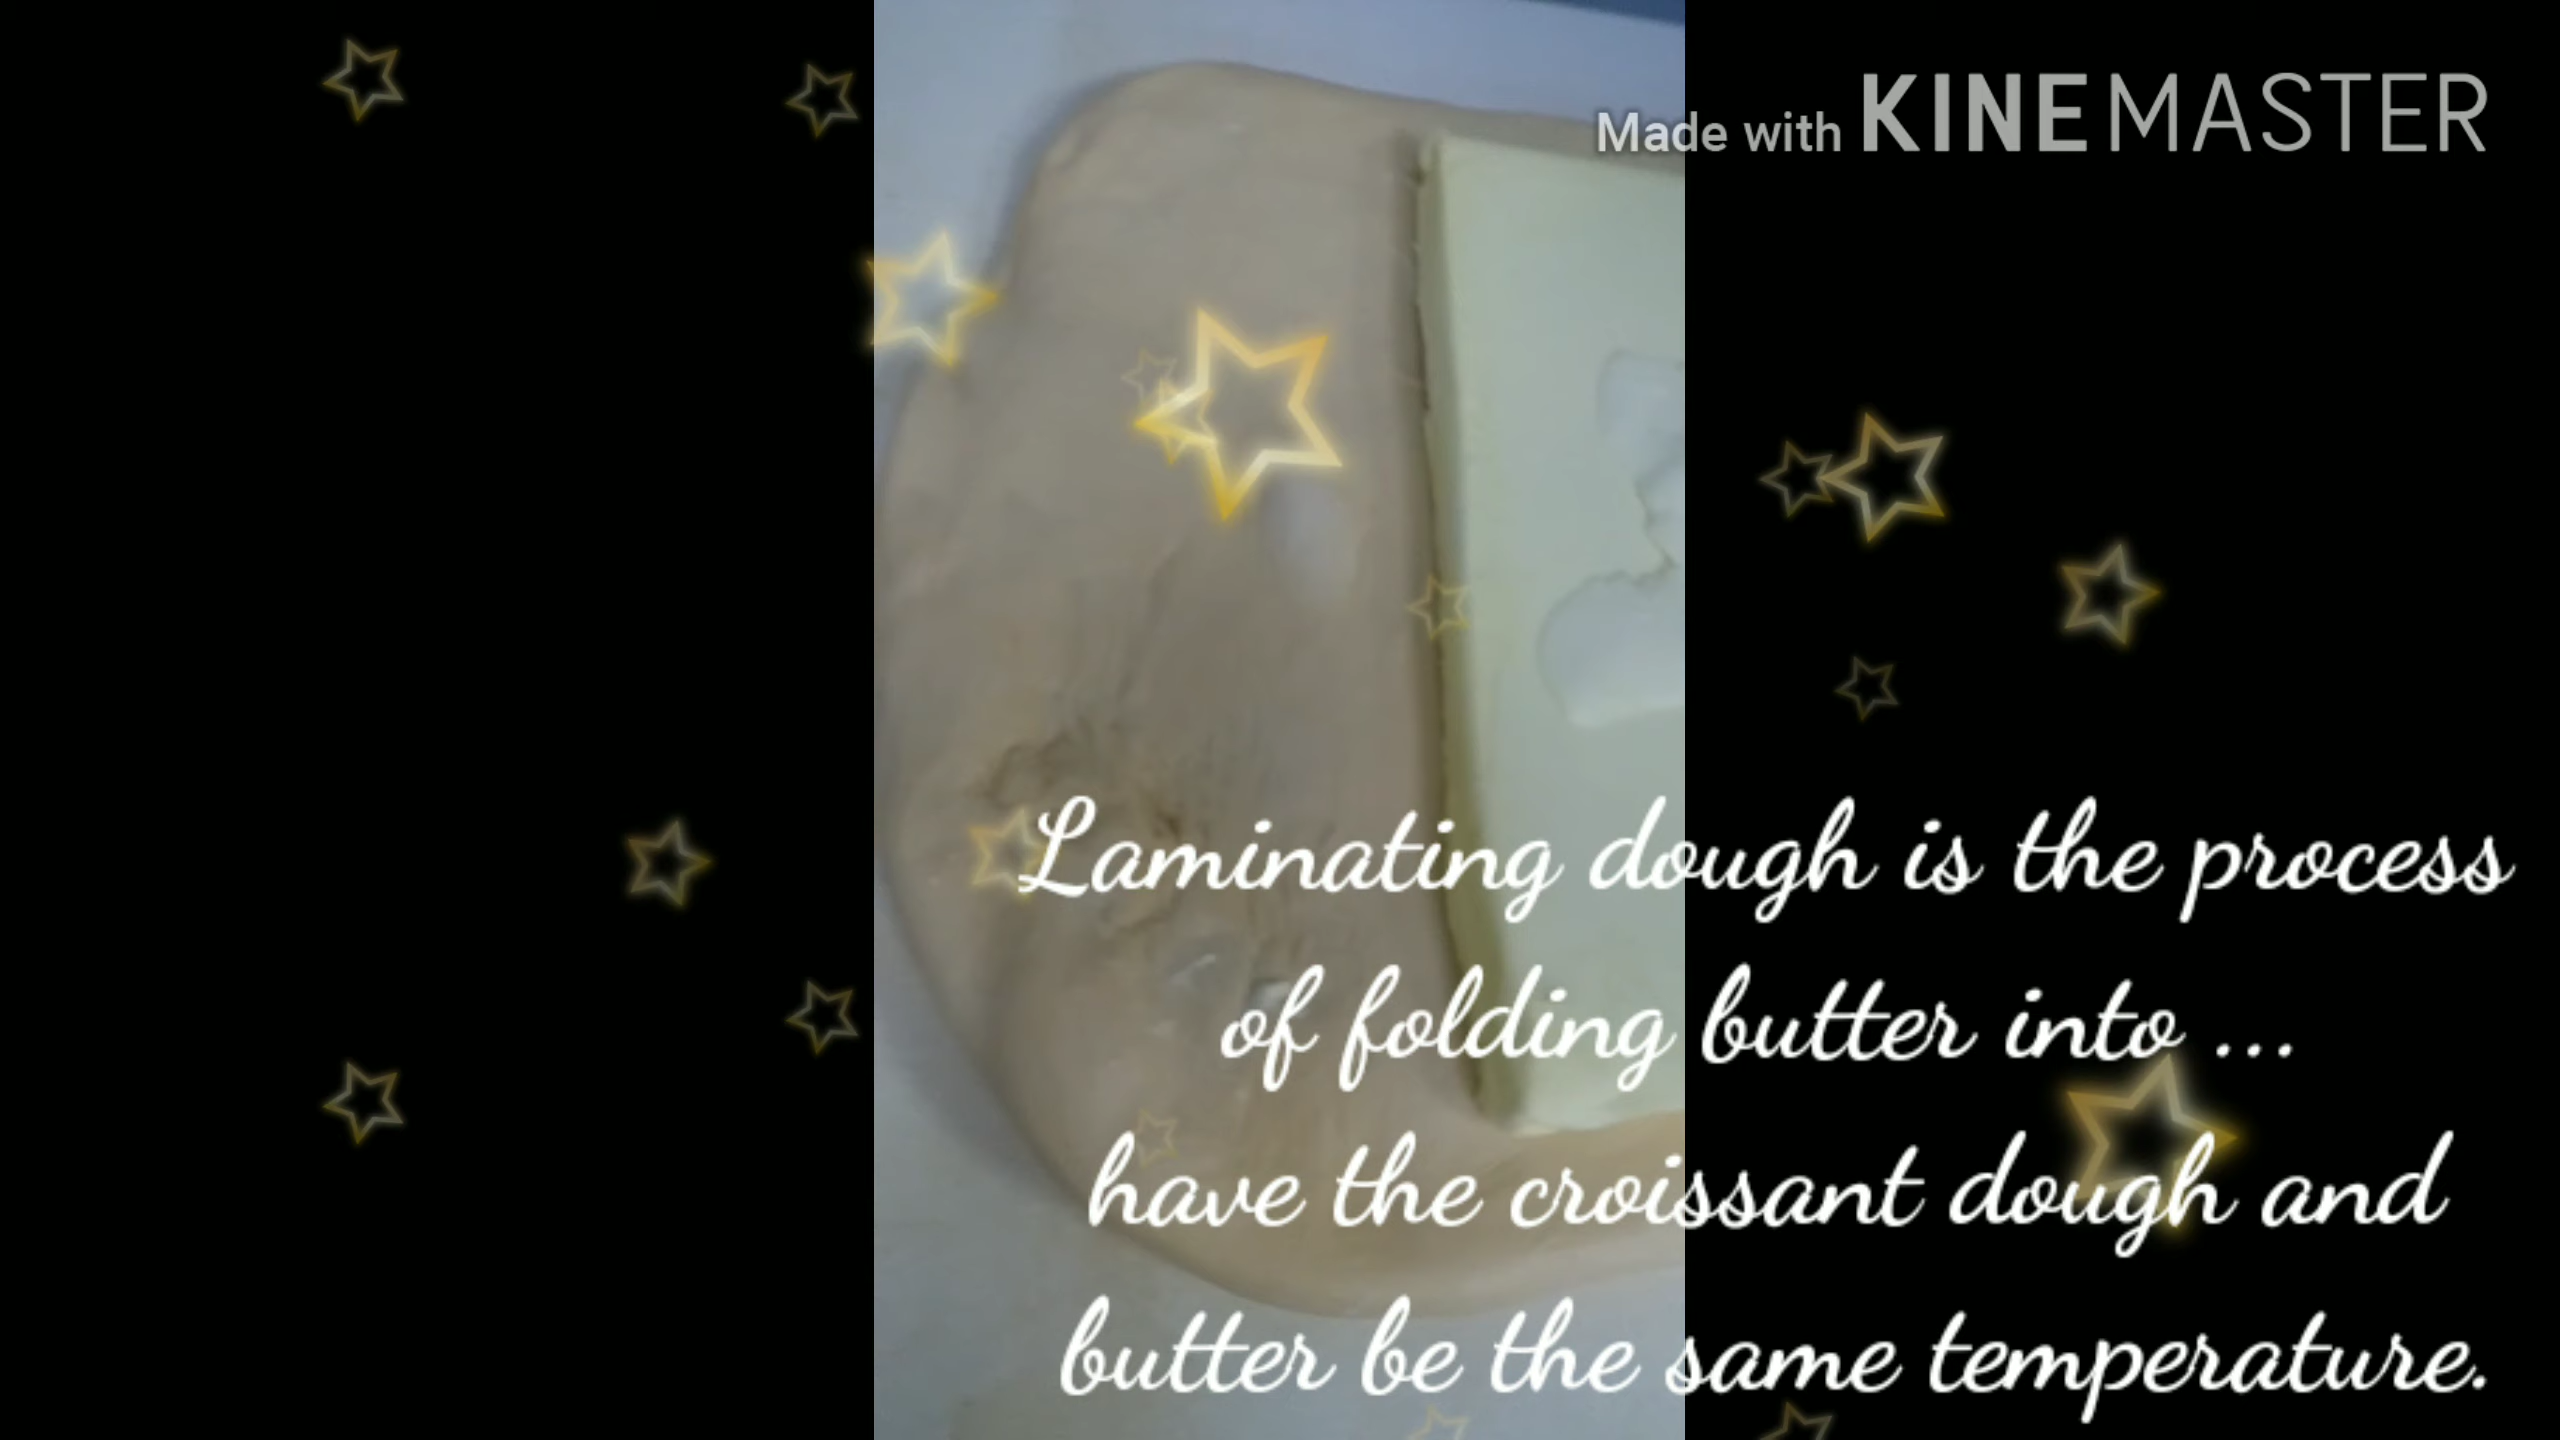 Made with KINEMASTER
Laminating dough is the process
of folding butter into ...
have the croissant dough and
butter be the same temperature.